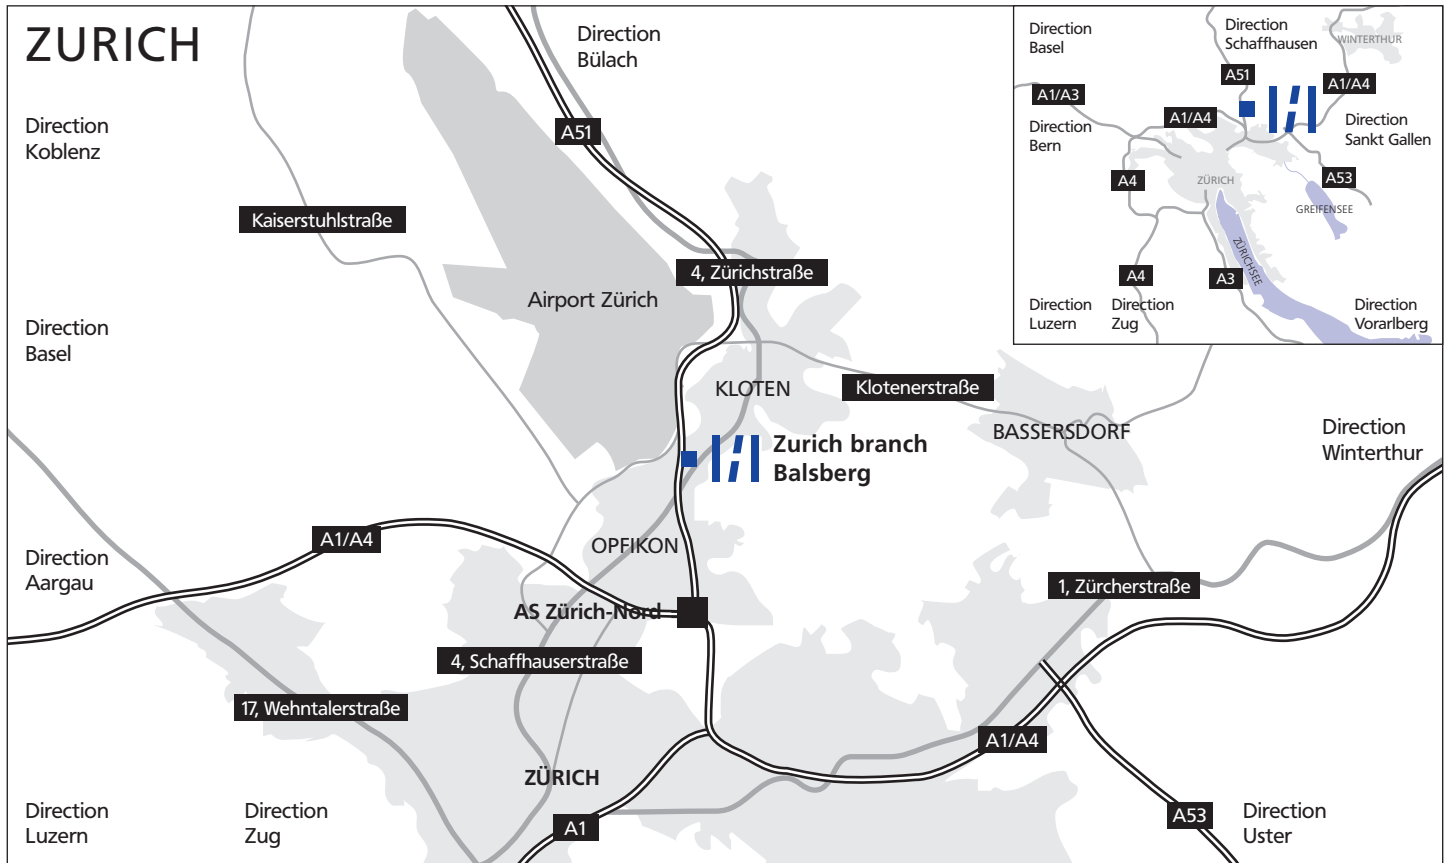 ZURICH
Direction
Bülach
Direction
Koblenz
A51
Kaiserstuhlstraße
4, Zürichstraße
Airport Zürich
Direction
Basel
KLOTEN
Klotenerstraße
BASSERSDORF
Direction
Winterthur
Zurich branch
Balsberg
A1/A4
OPFIKON
Direction
Aargau
1, Zürcherstraße
AS Zürich-Nord
4, Schaffhauserstraße
17, Wehntalerstraße
A1/A4
ZÜRICH
Direction
Luzern
Direction
Zug
A1
A53
Direction
Uster
Direction
Basel
Direction
Schaffhausen
WINTERTHUR
A51
A1/A3
A1/A4
A1/A4
Direction
Bern
Direction
Sankt Gallen
A4
ZÜRICH
A53
GREIFENSEE
ZÜRICHSEE
A4
A3
Direction
Luzern
Direction
Zug
Direction
Vorarlberg